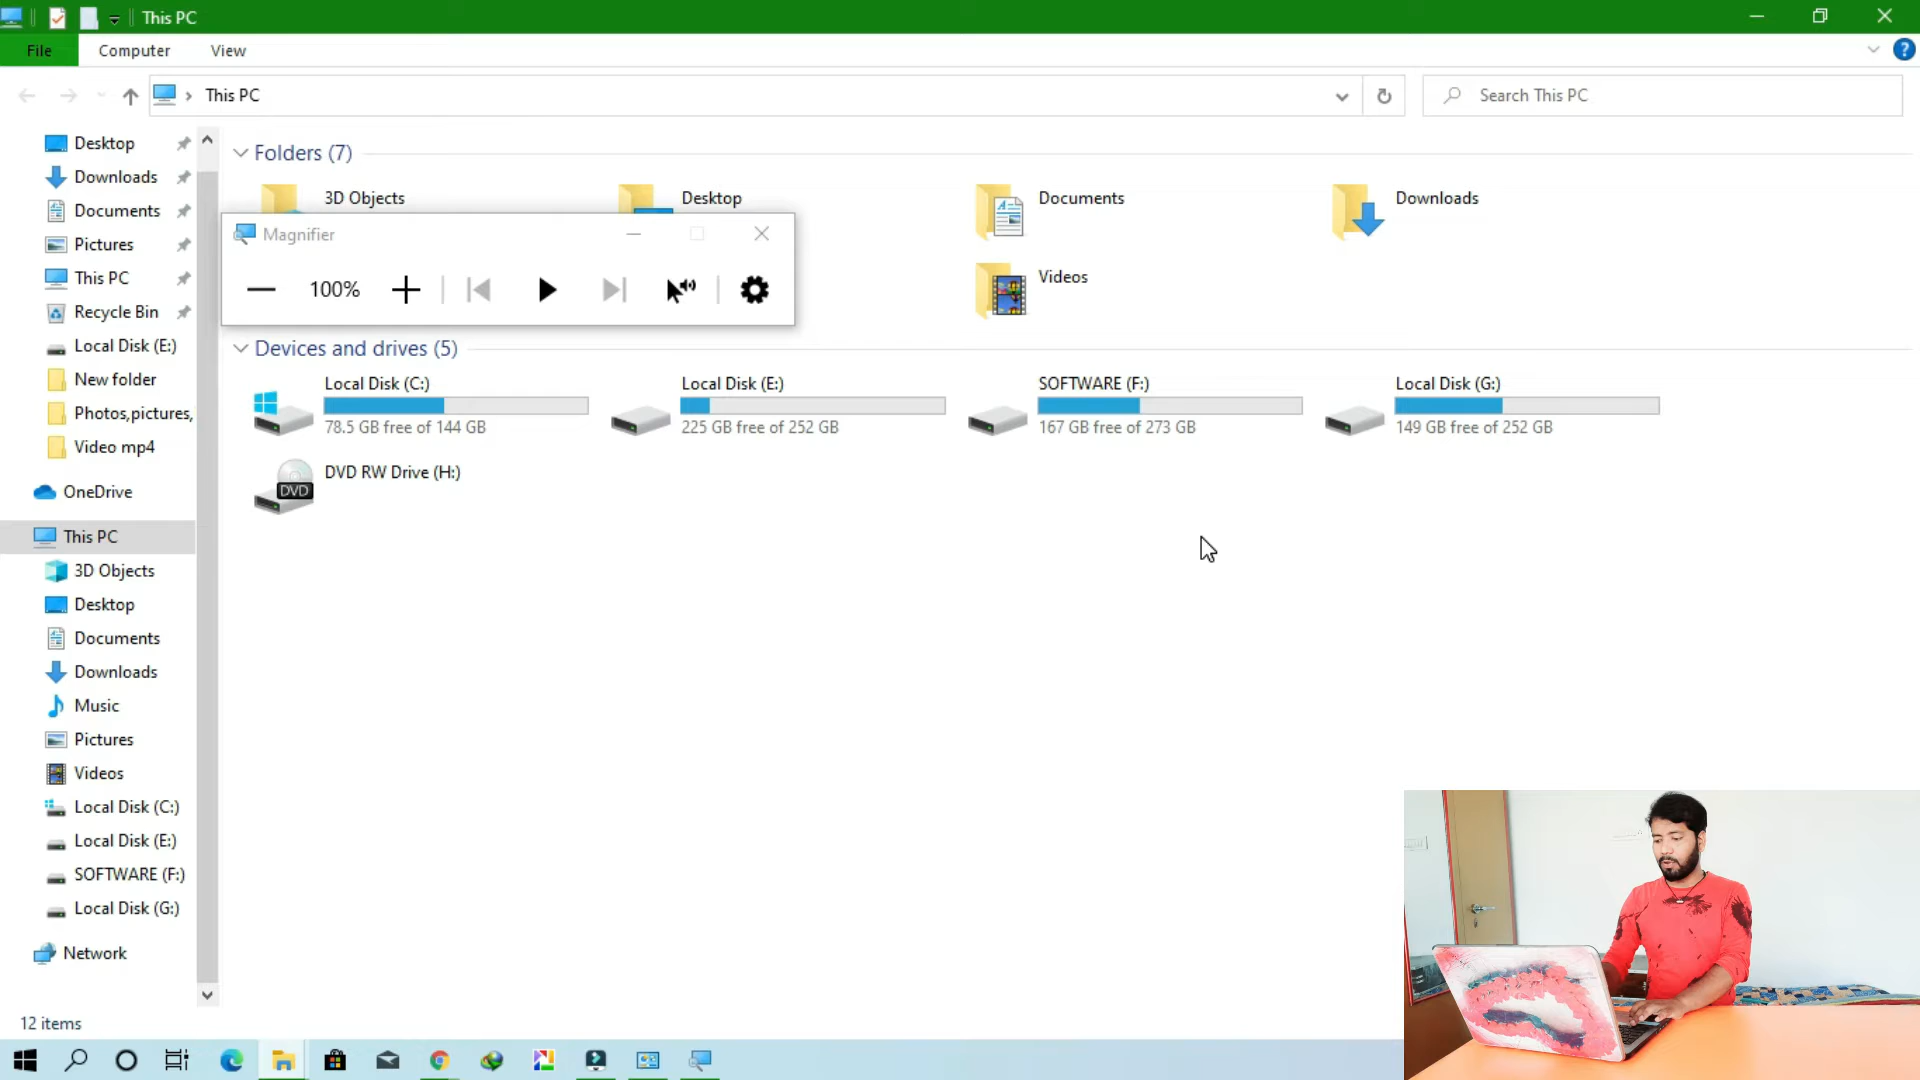 This PC
File
Computer
View
?
This PC
Search This PC
Desktop
Downloads
Documents
Pictures
This PC
Recycle Bin
Local Disk (E:)
New folder
Photos,pictures,
Video mp4
OneDrive
This PC
3D Objects
Desktop
Documents
Downloads
Music
Pictures
Videos
Local Disk (C:)
Local Disk (E:)
SOFTWARE (F:)
Local Disk (G:)
Network
Folders (7)
3D Objects
Desktop
Documents
Downloads
Magnifier
100%
Videos
Devices and drives (5)
Local Disk (C:)
78.5 GB free of 144 GB
Local Disk (E:)
225 GB free of 252 GB
SOFTWARE (F:)
167 GB free of 273 GB
Local Disk (G:)
149 GB free of 252 GB
DVD
DVD RW Drive (H:)
12 items